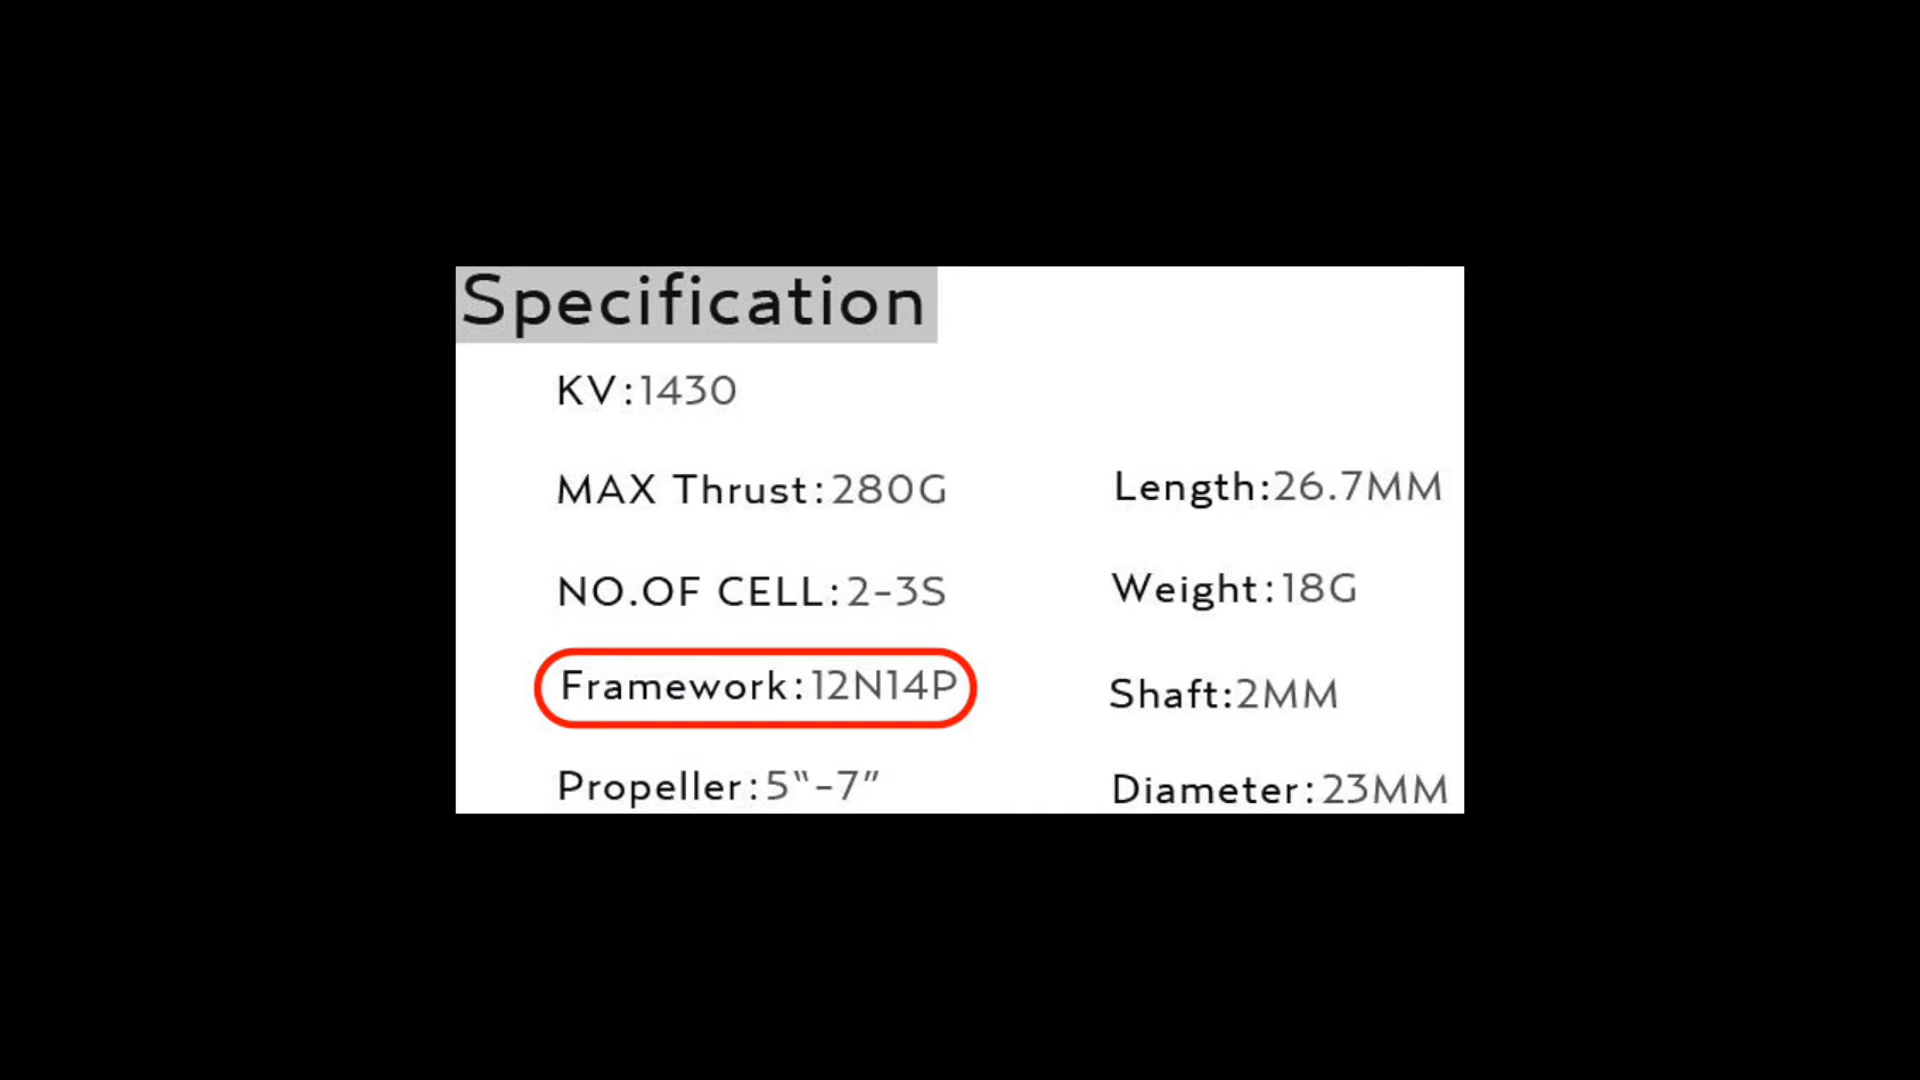 Specification
KV:1430
MAX Thrust:280G
Length:26.7MM
NO.OF CELL:2-3S
Weight:18G
Framework:12N14P
Shaft:2MM
Propeller:5“-7”
Diameter:23MM